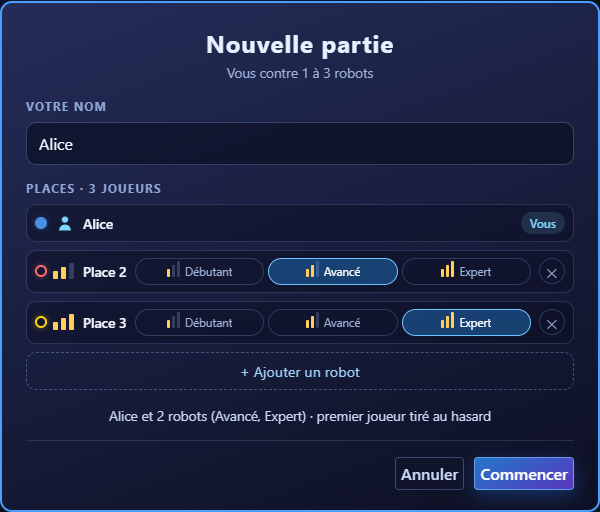 Nouvelle partie
Vous contre 1 à 3 robots
VOTRE NOM
Alice
PLACES · 3 JOUEURS
Alice Vous
Place 2 Débutant Avancé Expert ×
Place 3 Débutant Avancé Expert ×
+ Ajouter un robot
Alice et 2 robots (Avancé, Expert) · premier joueur tiré au hasard
Annuler Commencer